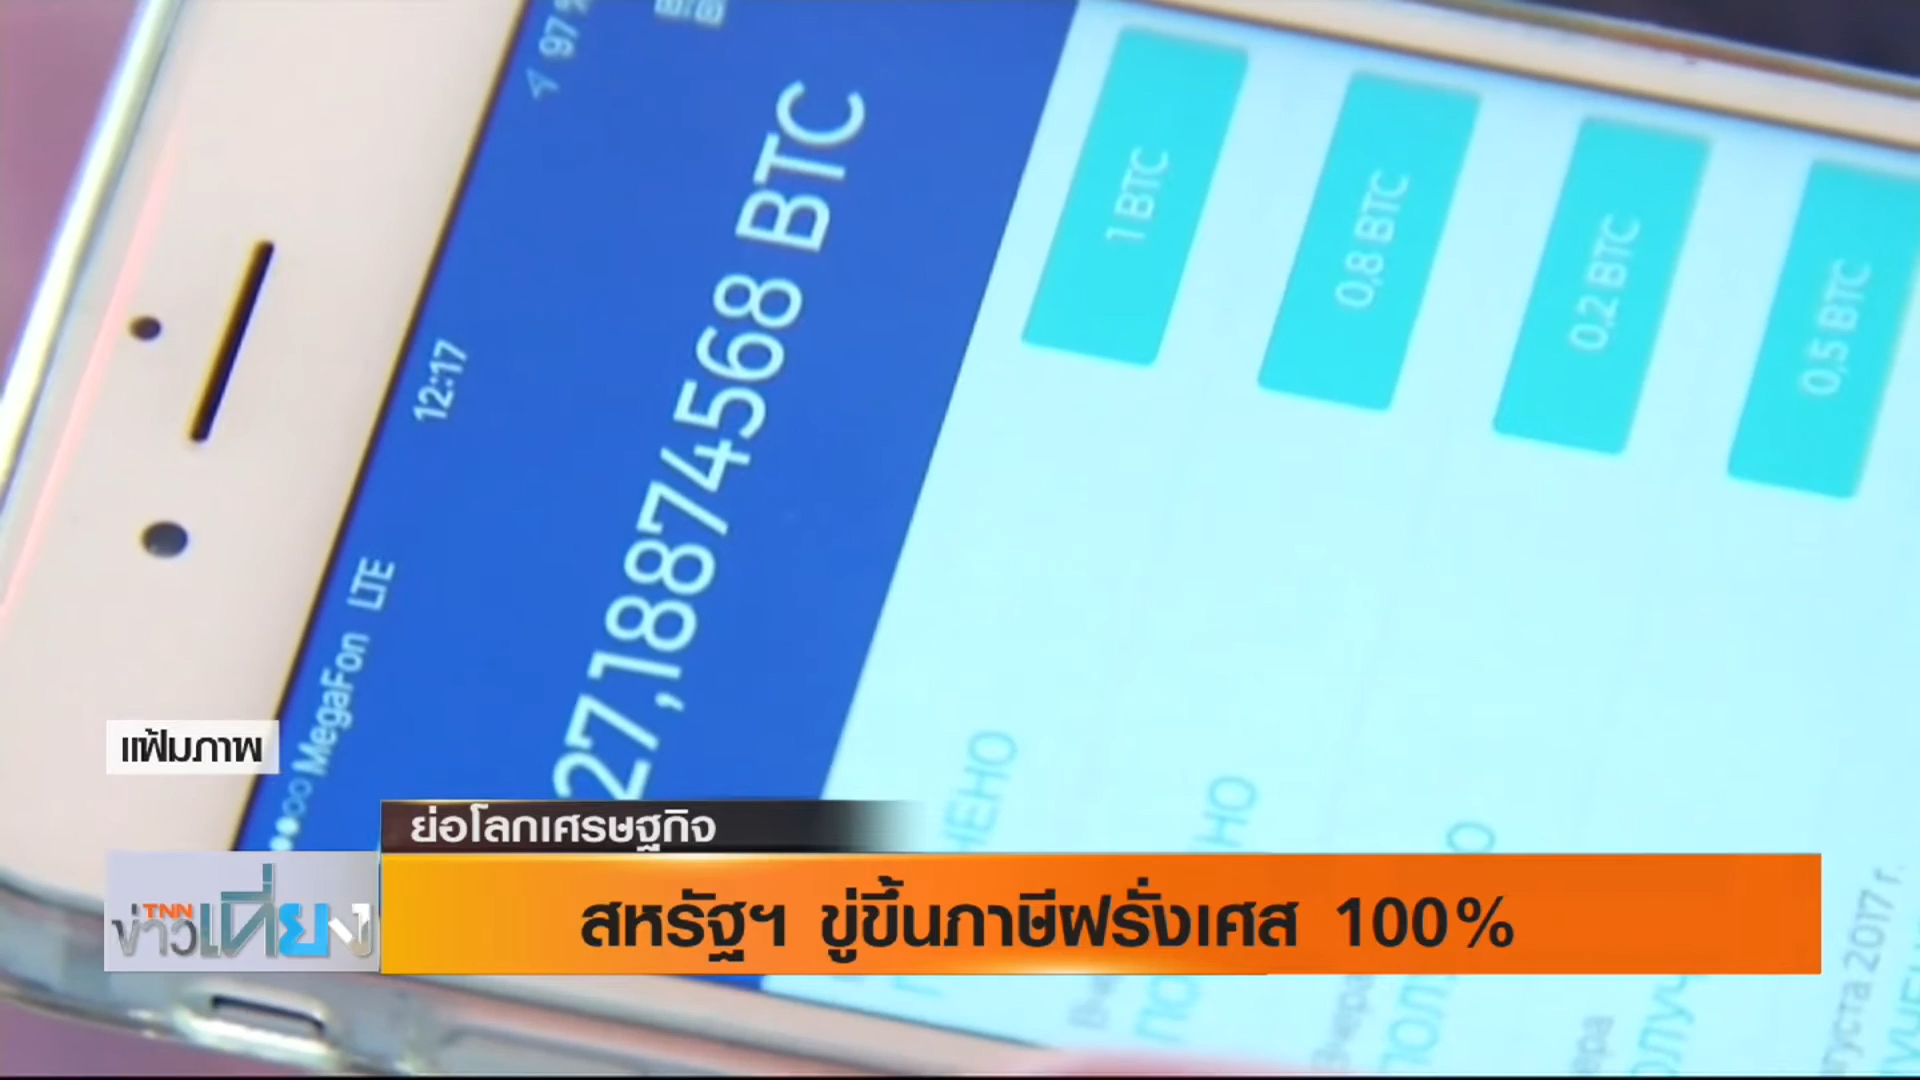 97%
12:17
MegaFon LTE
27,188745­68 BTC
1 BTC
0,8 BTC
0,2 BTC
0,5 BTC
แฟ้มภาพ
ย่อโลกเศรษฐกิจ
TNN
ข่าวเที่ยง
สหรัฐฯ ขู่ขึ้นภาษีฝรั่งเศส 100%